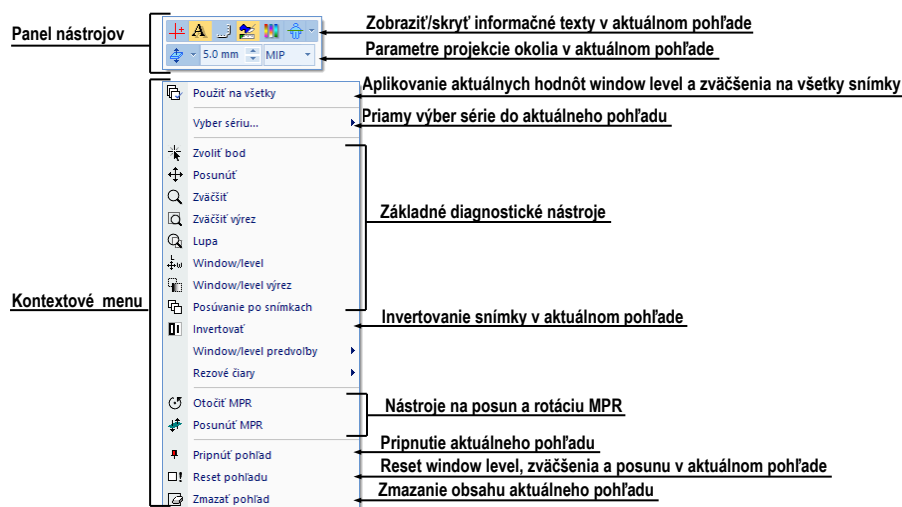 Panel nástrojov
Zobraziť/skryť informačné texty v aktuálnom pohľade
A
5.0 mm
MIP
Parametre projekcie okolia v aktuálnom pohľade
Použiť na všetky
Aplikovanie aktuálnych hodnôt window level a zväčšenia na všetky snímky
Vyber sériu...
Priamy výber série do aktuálneho pohľadu
Kontextové menu
Zvoliť bod
Posunúť
Zväčšiť
Zväčšiť výrez
Lupa
Window/level
Window/level výrez
Posúvanie po snímkach
Základné diagnostické nástroje
Invertovať
Invertovanie snímky v aktuálnom pohľade
Window/level predvoľby
Rezové čiary
Otočiť MPR
Posunúť MPR
Nástroje na posun a rotáciu MPR
Pripnúť pohľad
Pripnutie aktuálneho pohľadu
Reset pohľadu
Reset window level, zväčšenia a posunu v aktuálnom pohľade
Zmazať pohľad
Zmazanie obsahu aktuálneho pohľadu